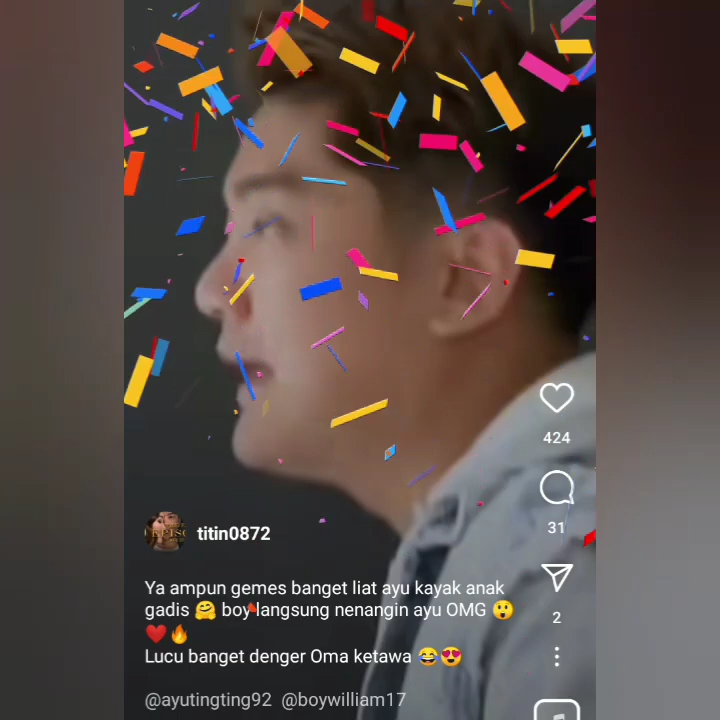 424
31
2
titin0872
Ya ampun gemes banget liat ayu kayak anak
gadis 🤗 boy langsung nenangin ayu OMG 😲
❤️🔥
Lucu banget denger Oma ketawa 😂😍
@ayutingting92 @boywilliam17